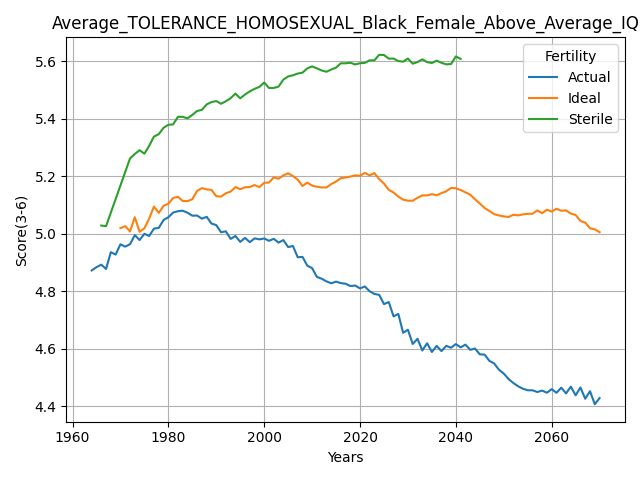 Average_TOLERANCE_HOMOSEXUAL_Black_Female_Above_Average_IQ
Fertility
Actual
Ideal
Sterile
Score(3-6)
5.6
5.4
5.2
5.0
4.8
4.6
4.4
1960
1980
2000
2020
2040
2060
Years